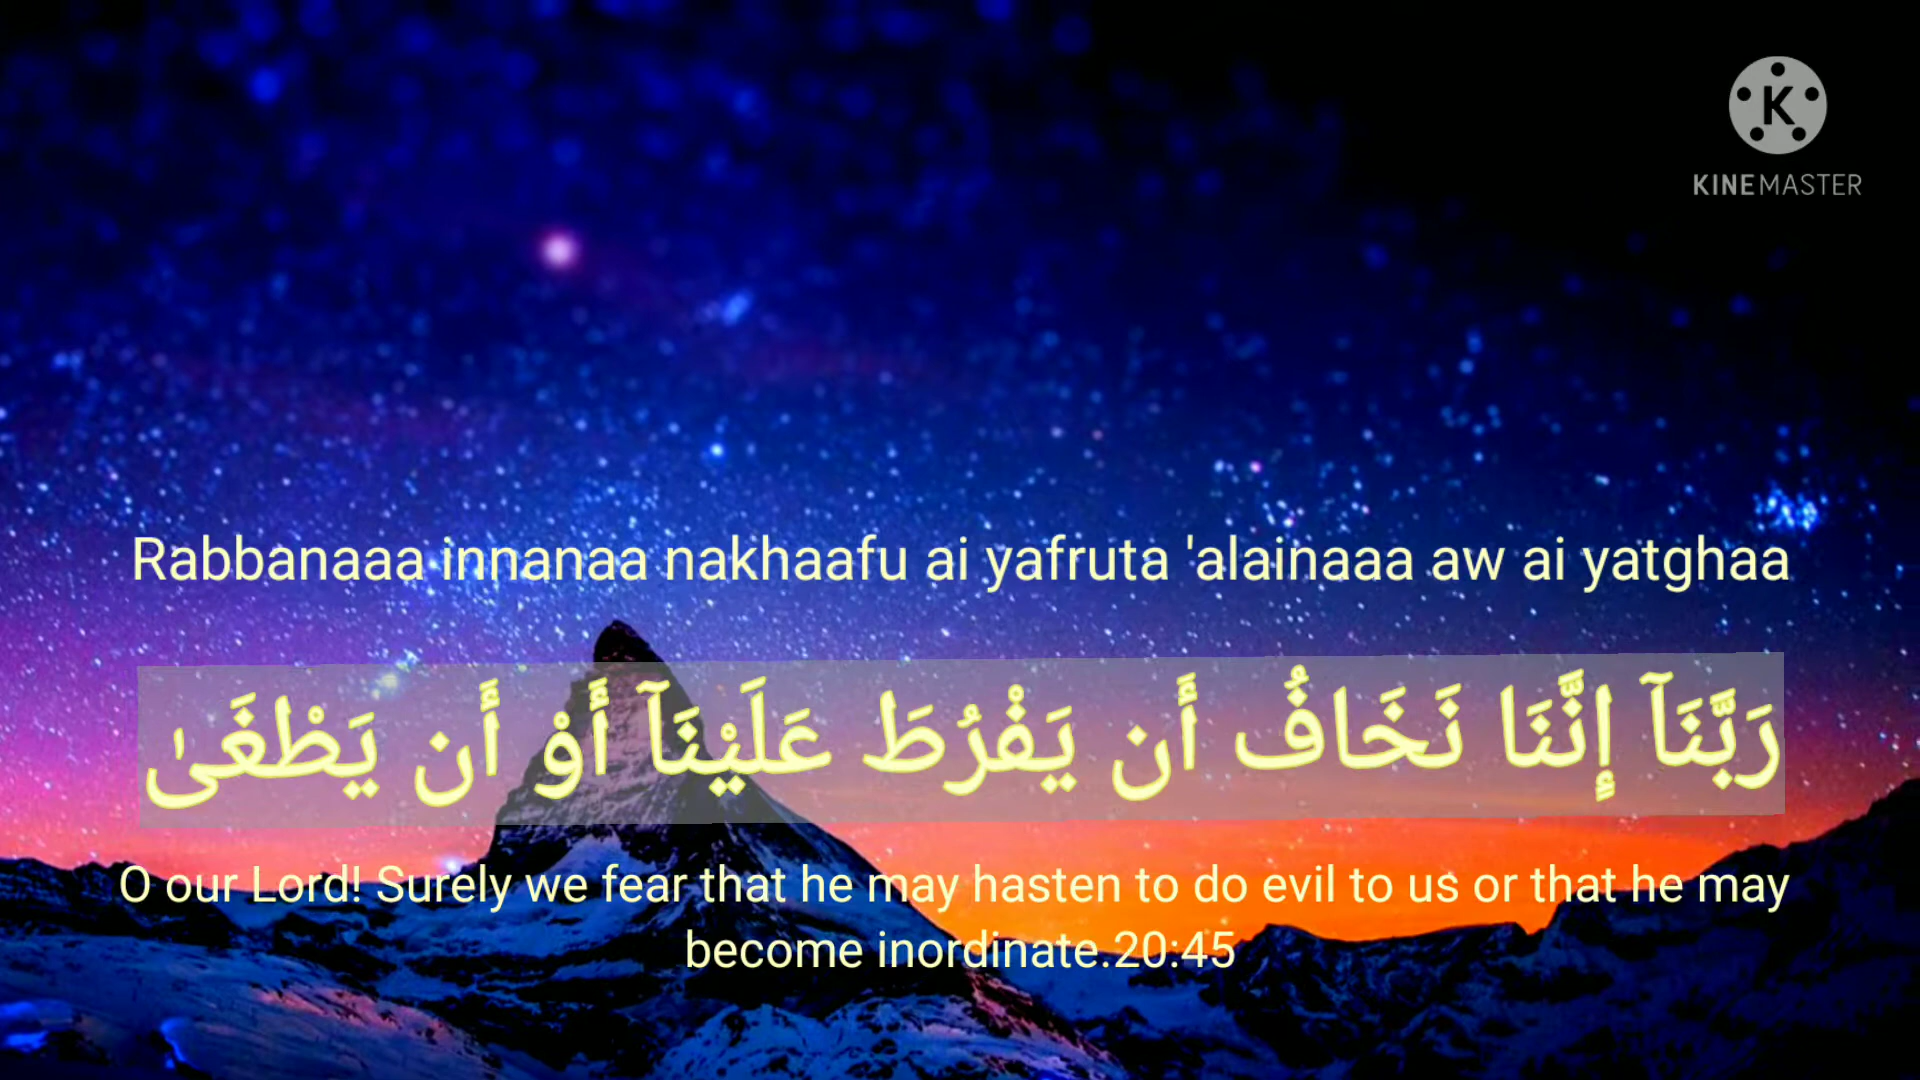 K
KINEMASTER
Rabbanaaa innanaa nakhaafu ai yafruta 'alainaaa aw ai yatghaa
رَبَّنَآ إِنَّنَا نَخَافُ أَن يَفْرُطَ عَلَيْنَآ أَوْ أَن يَطْغَىٰ
O our Lord! Surely we fear that he may hasten to do evil to us or that he may
become inordinate.20:45